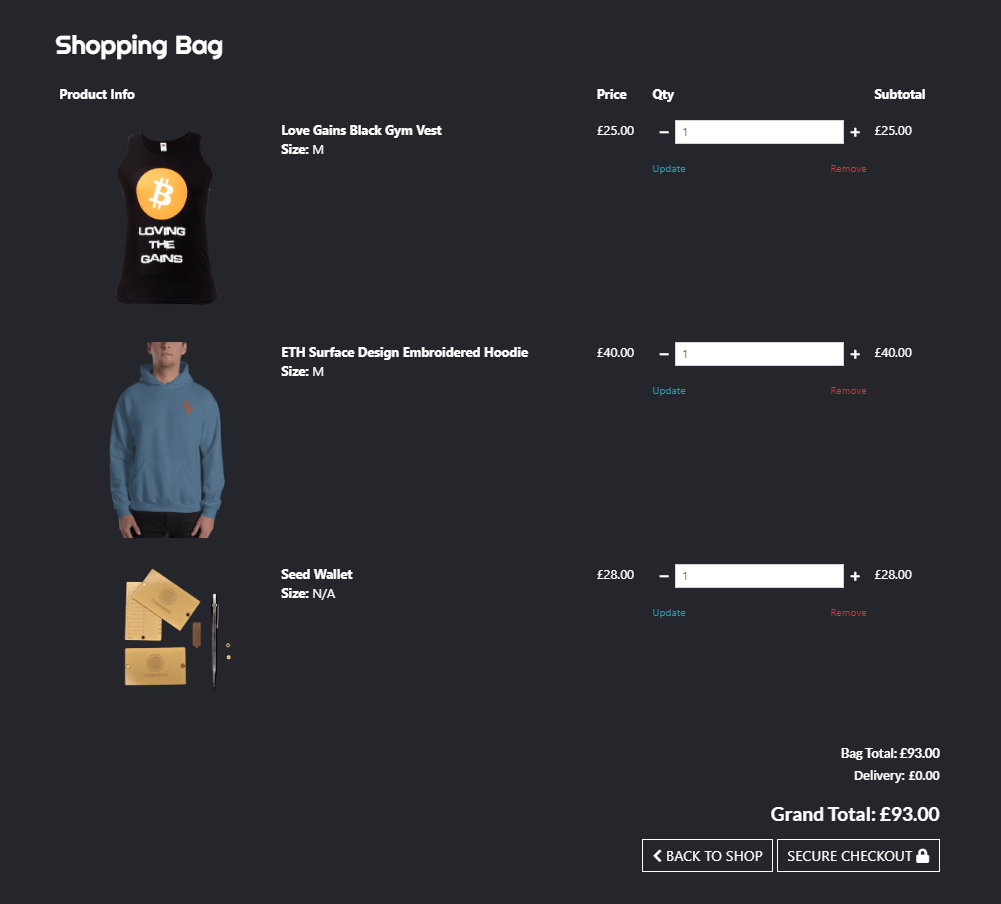 Shopping Bag
Product Info Price Qty Subtotal
LOVING
THE
GAINS
Love Gains Black Gym Vest £25.00 1 £25.00
Size: M
Update Remove
ETH Surface Design Embroidered Hoodie £40.00 1 £40.00
Size: M
Update Remove
Seed Wallet £28.00 1 £28.00
Size: N/A
Update Remove
Bag Total: £93.00
Delivery: £0.00
Grand Total: £93.00
BACK TO SHOP SECURE CHECKOUT